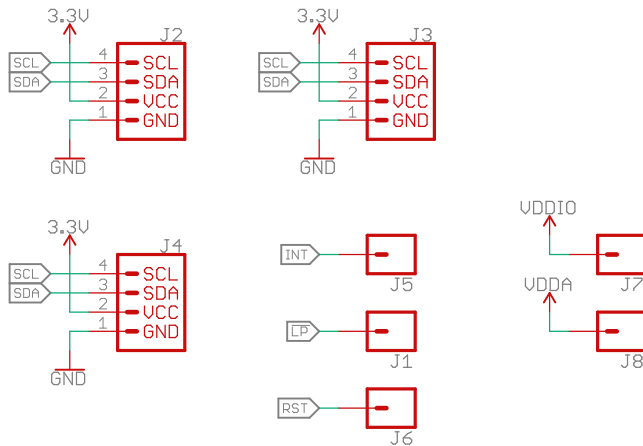 3.3V
J2
SCL
4
SCL
SDA
3
SDA
2
VCC
1
GND
GND
3.3V
J3
SCL
4
SCL
SDA
3
SDA
2
VCC
1
GND
GND
3.3V
J4
SCL
4
SCL
SDA
3
SDA
2
VCC
1
GND
GND
INT
J5
LP
J1
RST
J6
VDDIO
J7
VDDA
J8